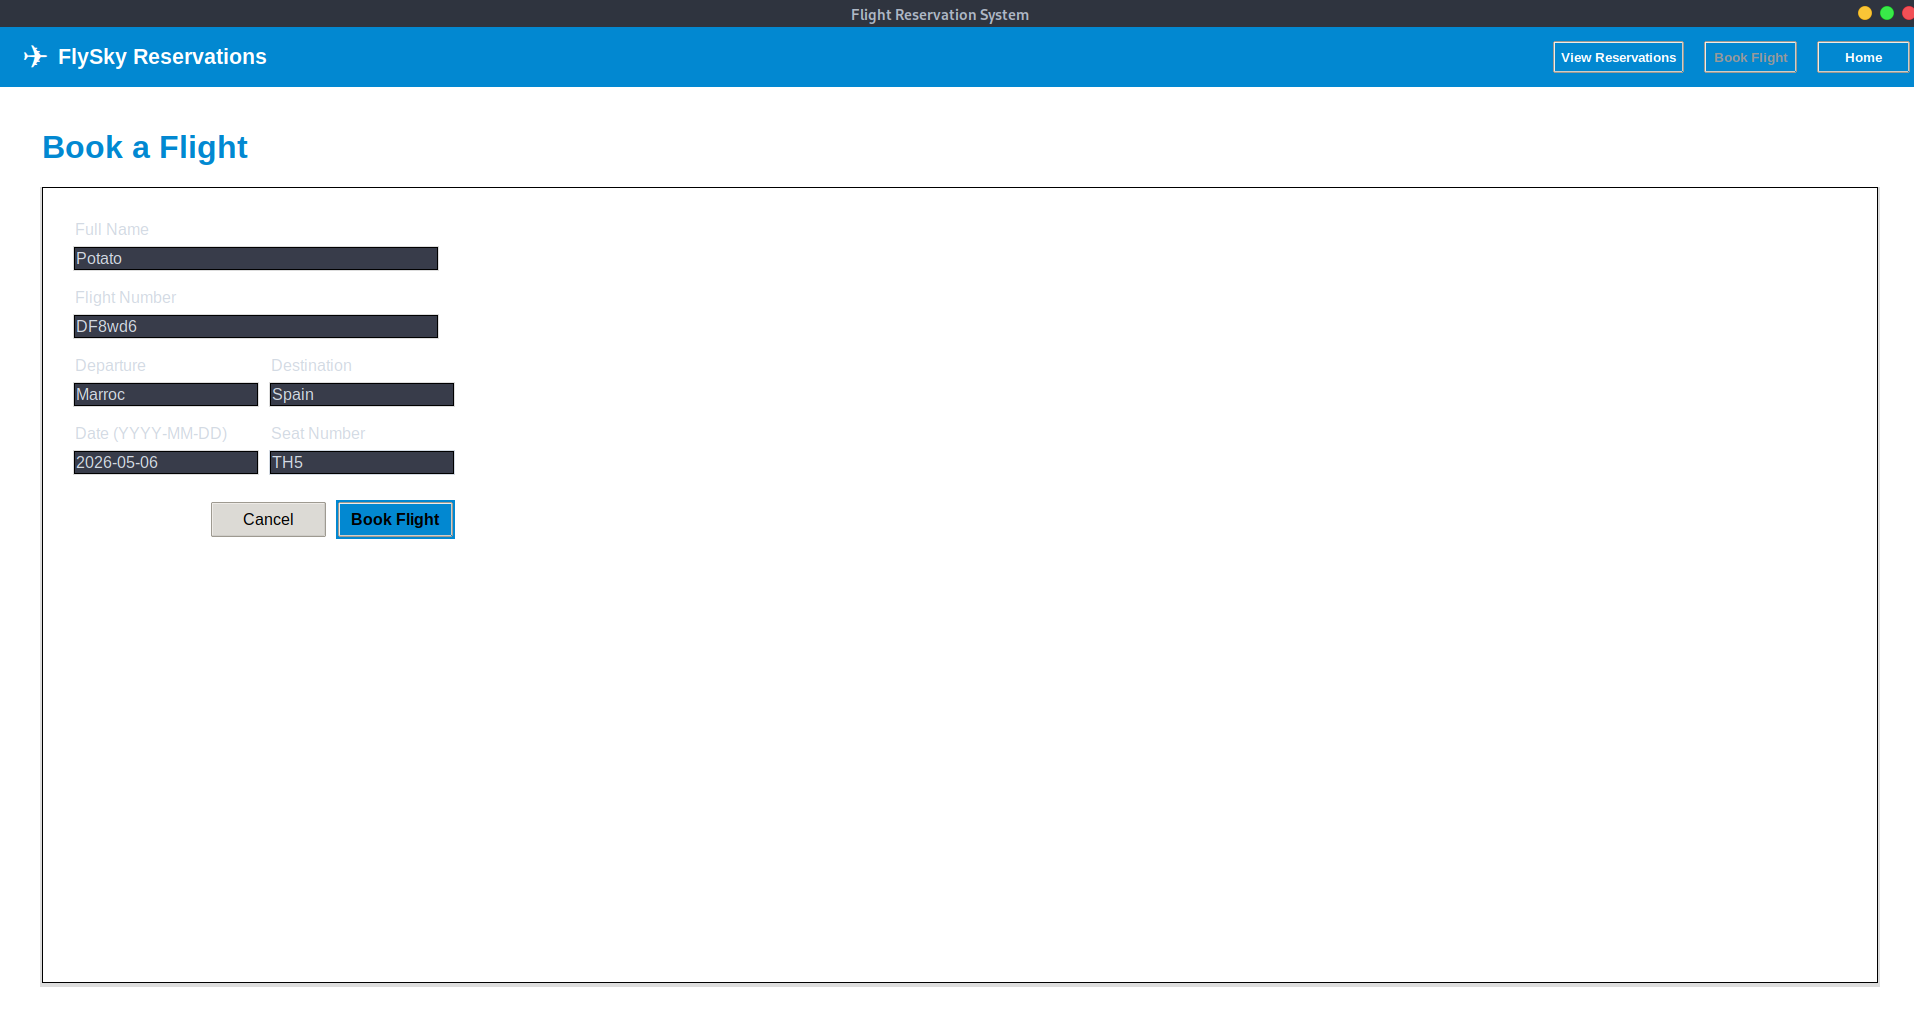 Flight Reservation System
✈ FlySky Reservations
View Reservations Book Flight Home
Book a Flight
Full Name
Potato
Flight Number
DF8wd6
Departure Destination
Marroc Spain
Date (YYYY-MM-DD) Seat Number
2026-05-06 TH5
Cancel Book Flight